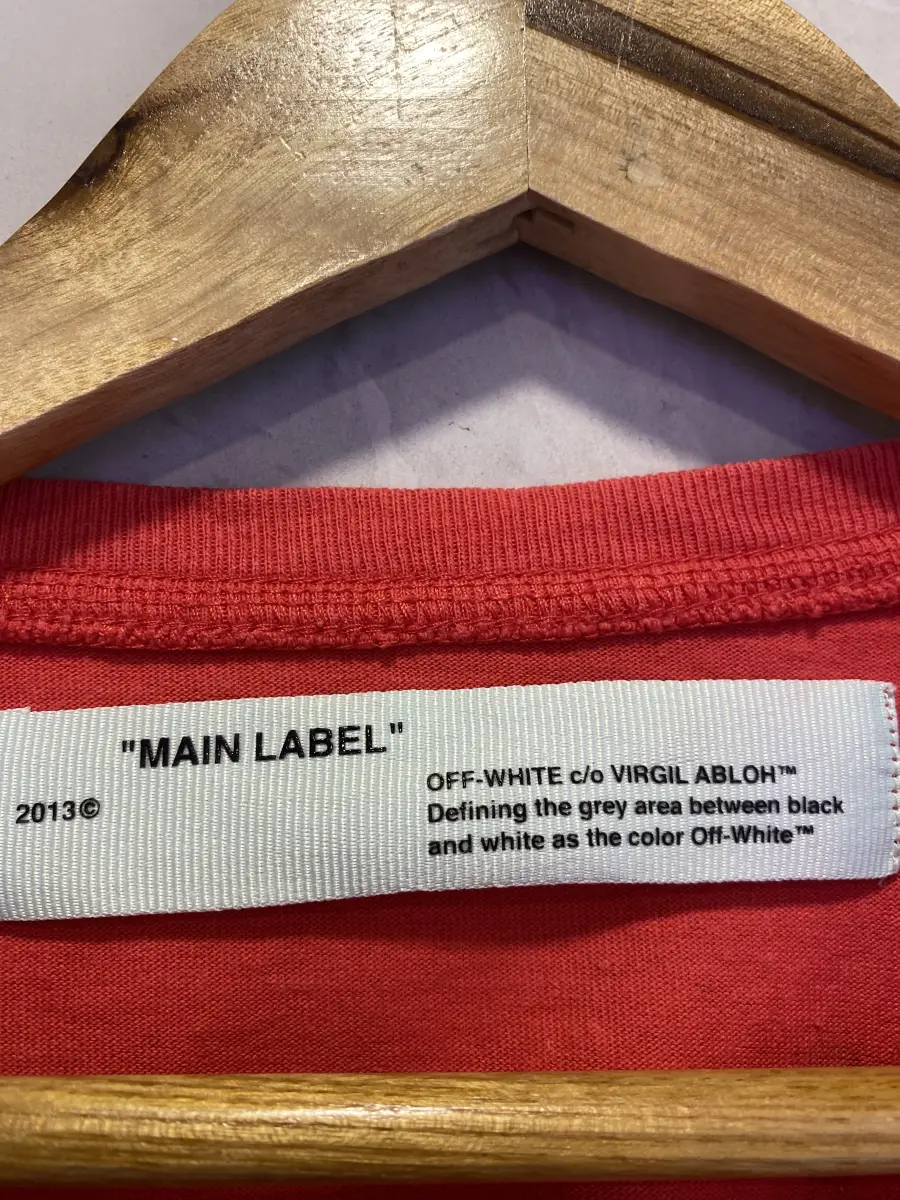 "MAIN LABEL"
2013©
OFF-WHITE c/o VIRGIL ABLOH™
Defining the grey area between black
and white as the color Off-White™